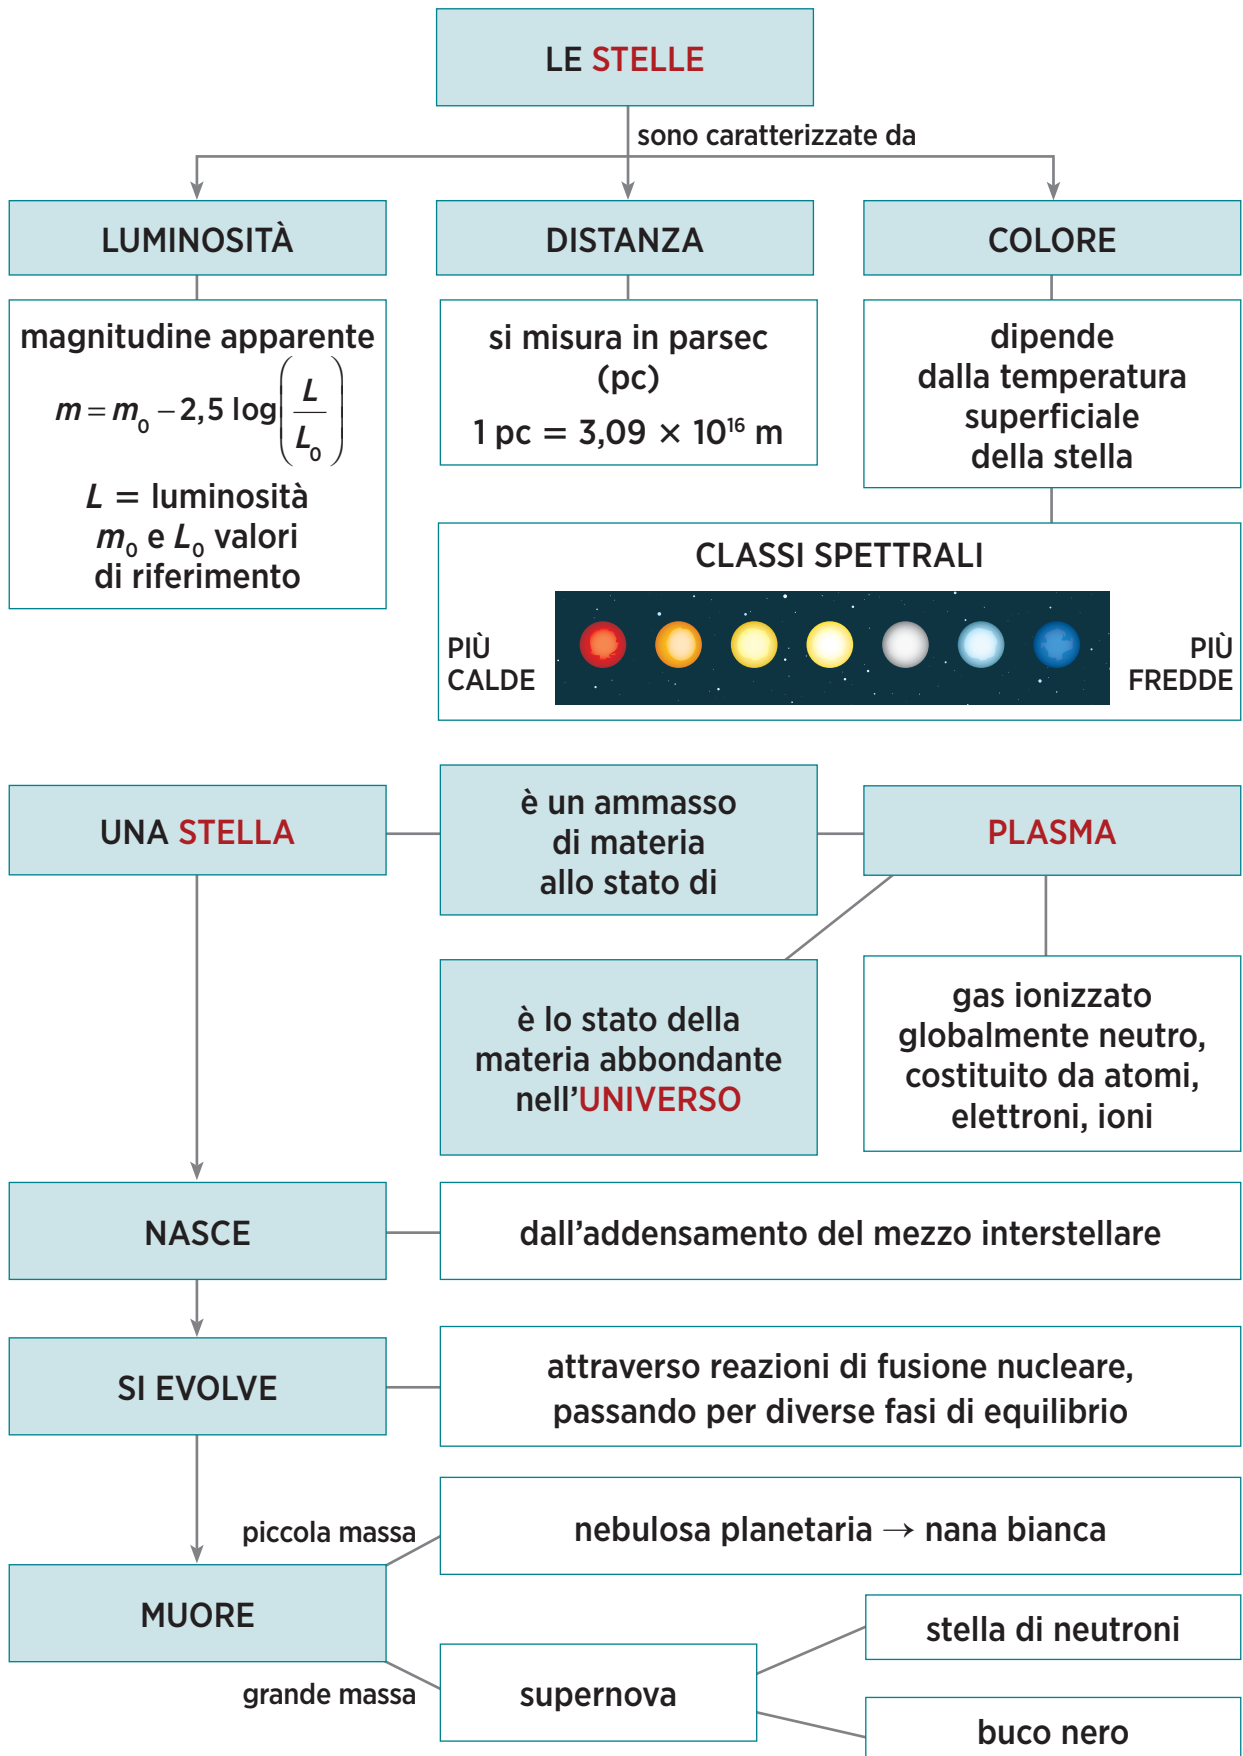 LE STELLE
sono caratterizzate da
LUMINOSITÀ
magnitudine apparente
m = m₀ – 2,5 log(L/L₀)
L = luminosità
m₀ e L₀ valori
di riferimento
DISTANZA
si misura in parsec
(pc)
1 pc = 3,09 × 10¹⁶ m
COLORE
dipende
dalla temperatura
superficiale
della stella
CLASSI SPETTRALI
PIÙ
CALDE
PIÙ
FREDDE
UNA STELLA
è un ammasso
di materia
allo stato di
PLASMA
è lo stato della
materia abbondante
nell'UNIVERSO
gas ionizzato
globalmente neutro,
costituito da atomi,
elettroni, ioni
NASCE
dall'addensamento del mezzo interstellare
SI EVOLVE
attraverso reazioni di fusione nucleare,
passando per diverse fasi di equilibrio
MUORE
piccola massa
nebulosa planetaria → nana bianca
grande massa
supernova
stella di neutroni
buco nero